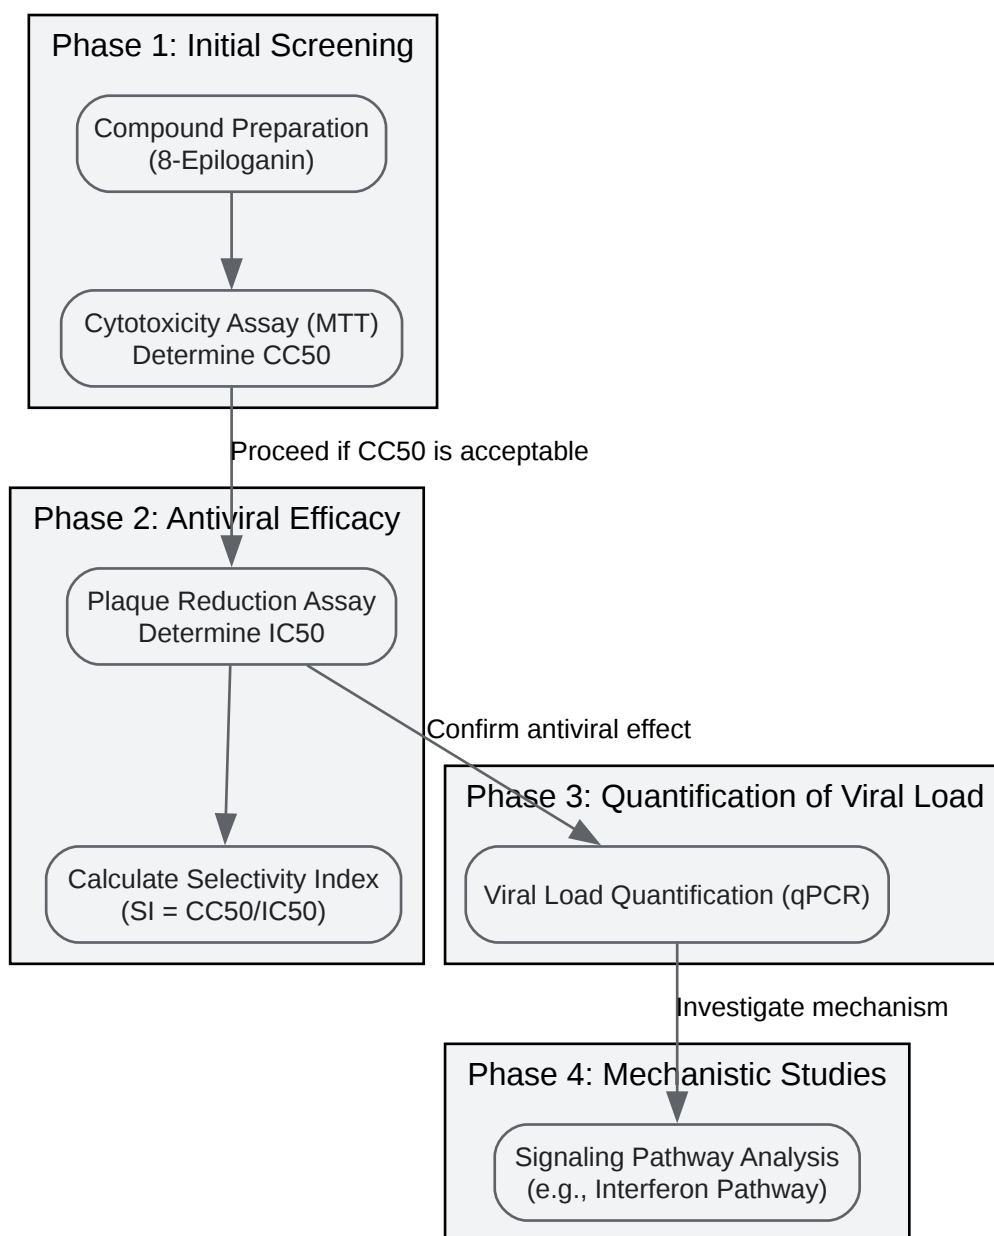 Phase 1: Initial Screening
Compound Preparation
(8-Epiloganin)
Cytotoxicity Assay (MTT)
Determine CC50
Proceed if CC50 is acceptable
Phase 2: Antiviral Efficacy
Plaque Reduction Assay
Determine IC50
Confirm antiviral effect
Calculate Selectivity Index
(SI = CC50/IC50)
Phase 3: Quantification of Viral Load
Viral Load Quantification (qPCR)
Investigate mechanism
Phase 4: Mechanistic Studies
Signaling Pathway Analysis
(e.g., Interferon Pathway)